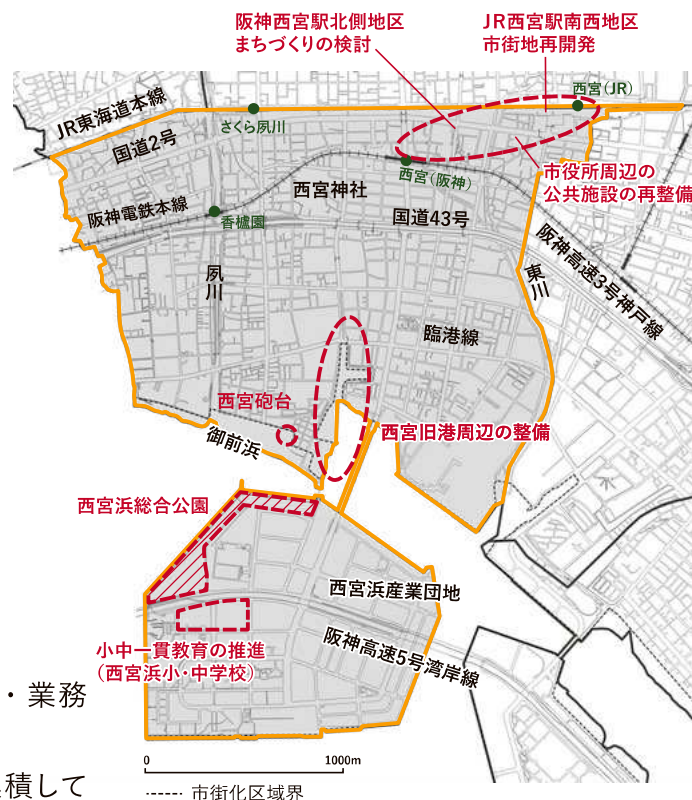 阪神西宮駅北側地区
まちづくりの検討
JR西宮駅南西地区
市街地再開発
西宮（JR）
JR東海道本線
さくら夙川
国道2号
西宮（阪神）
市役所周辺の
公共施設の再整備
西宮神社
阪神電鉄本線
香櫨園
国道43号
阪神高速3号神戸線
夙川
東川
臨港線
西宮砲台
御前浜
西宮旧港周辺の整備
西宮浜総合公園
西宮浜産業団地
小中一貫教育の推進
（西宮浜小・中学校）
阪神高速5号湾岸線
・業務
積して
0 1000m
市街化区域界